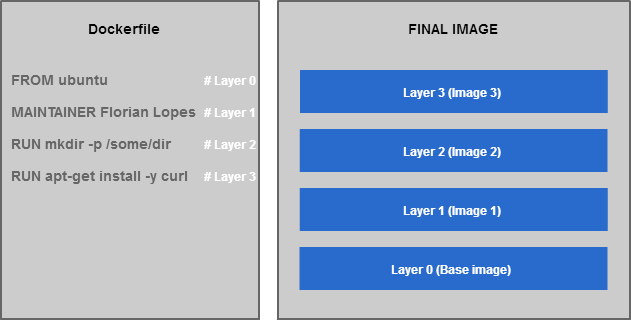 Dockerfile
FROM ubuntu # Layer 0
MAINTAINER Florian Lopes # Layer 1
RUN mkdir -p /some/dir # Layer 2
RUN apt-get install -y curl # Layer 3
FINAL IMAGE
Layer 3 (Image 3)
Layer 2 (Image 2)
Layer 1 (Image 1)
Layer 0 (Base image)